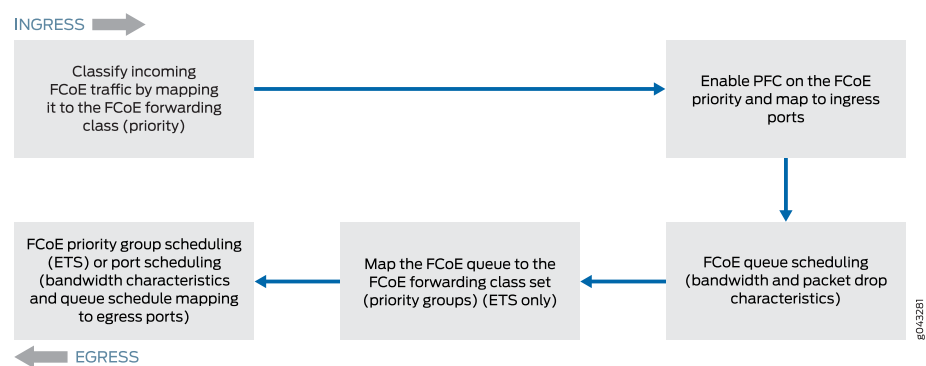 INGRESS
Classify incoming
FCoE traffic by mapping
it to the FCoE forwarding
class (priority)
Enable PFC on the FCoE
priority and map to ingress
ports
FCoE priority group scheduling
(ETS) or port scheduling
(bandwidth characteristics
and queue schedule mapping
to egress ports)
Map the FCoE queue to the
FCoE forwarding class set
(priority groups) (ETS only)
FCoE queue scheduling
(bandwidth and packet drop
characteristics)
g043281
EGRESS